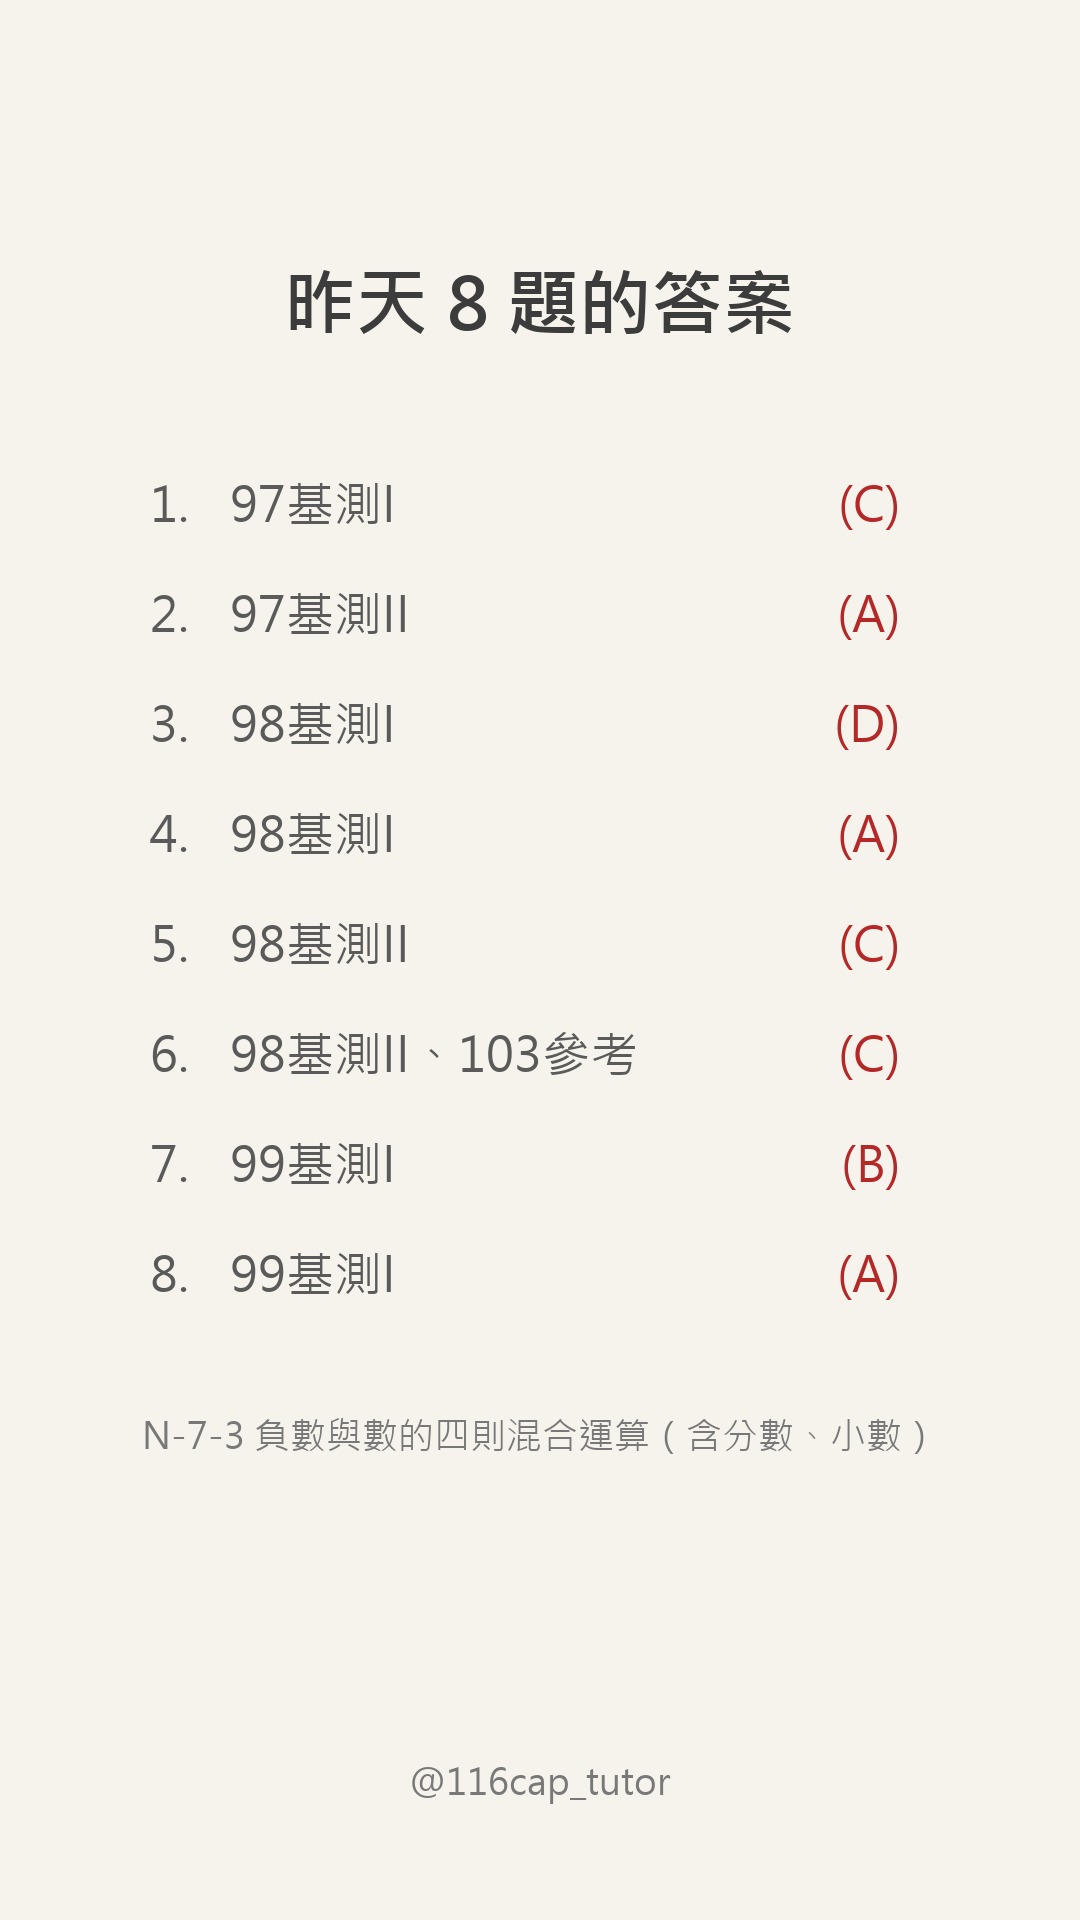 昨天 8 題的答案
1. 97基測I (C)
2. 97基測II (A)
3. 98基測I (D)
4. 98基測I (A)
5. 98基測II (C)
6. 98基測II、103參考 (C)
7. 99基測I (B)
8. 99基測I (A)
N-7-3 負數與數的四則混合運算（含分數、小數）
@116cap_tutor